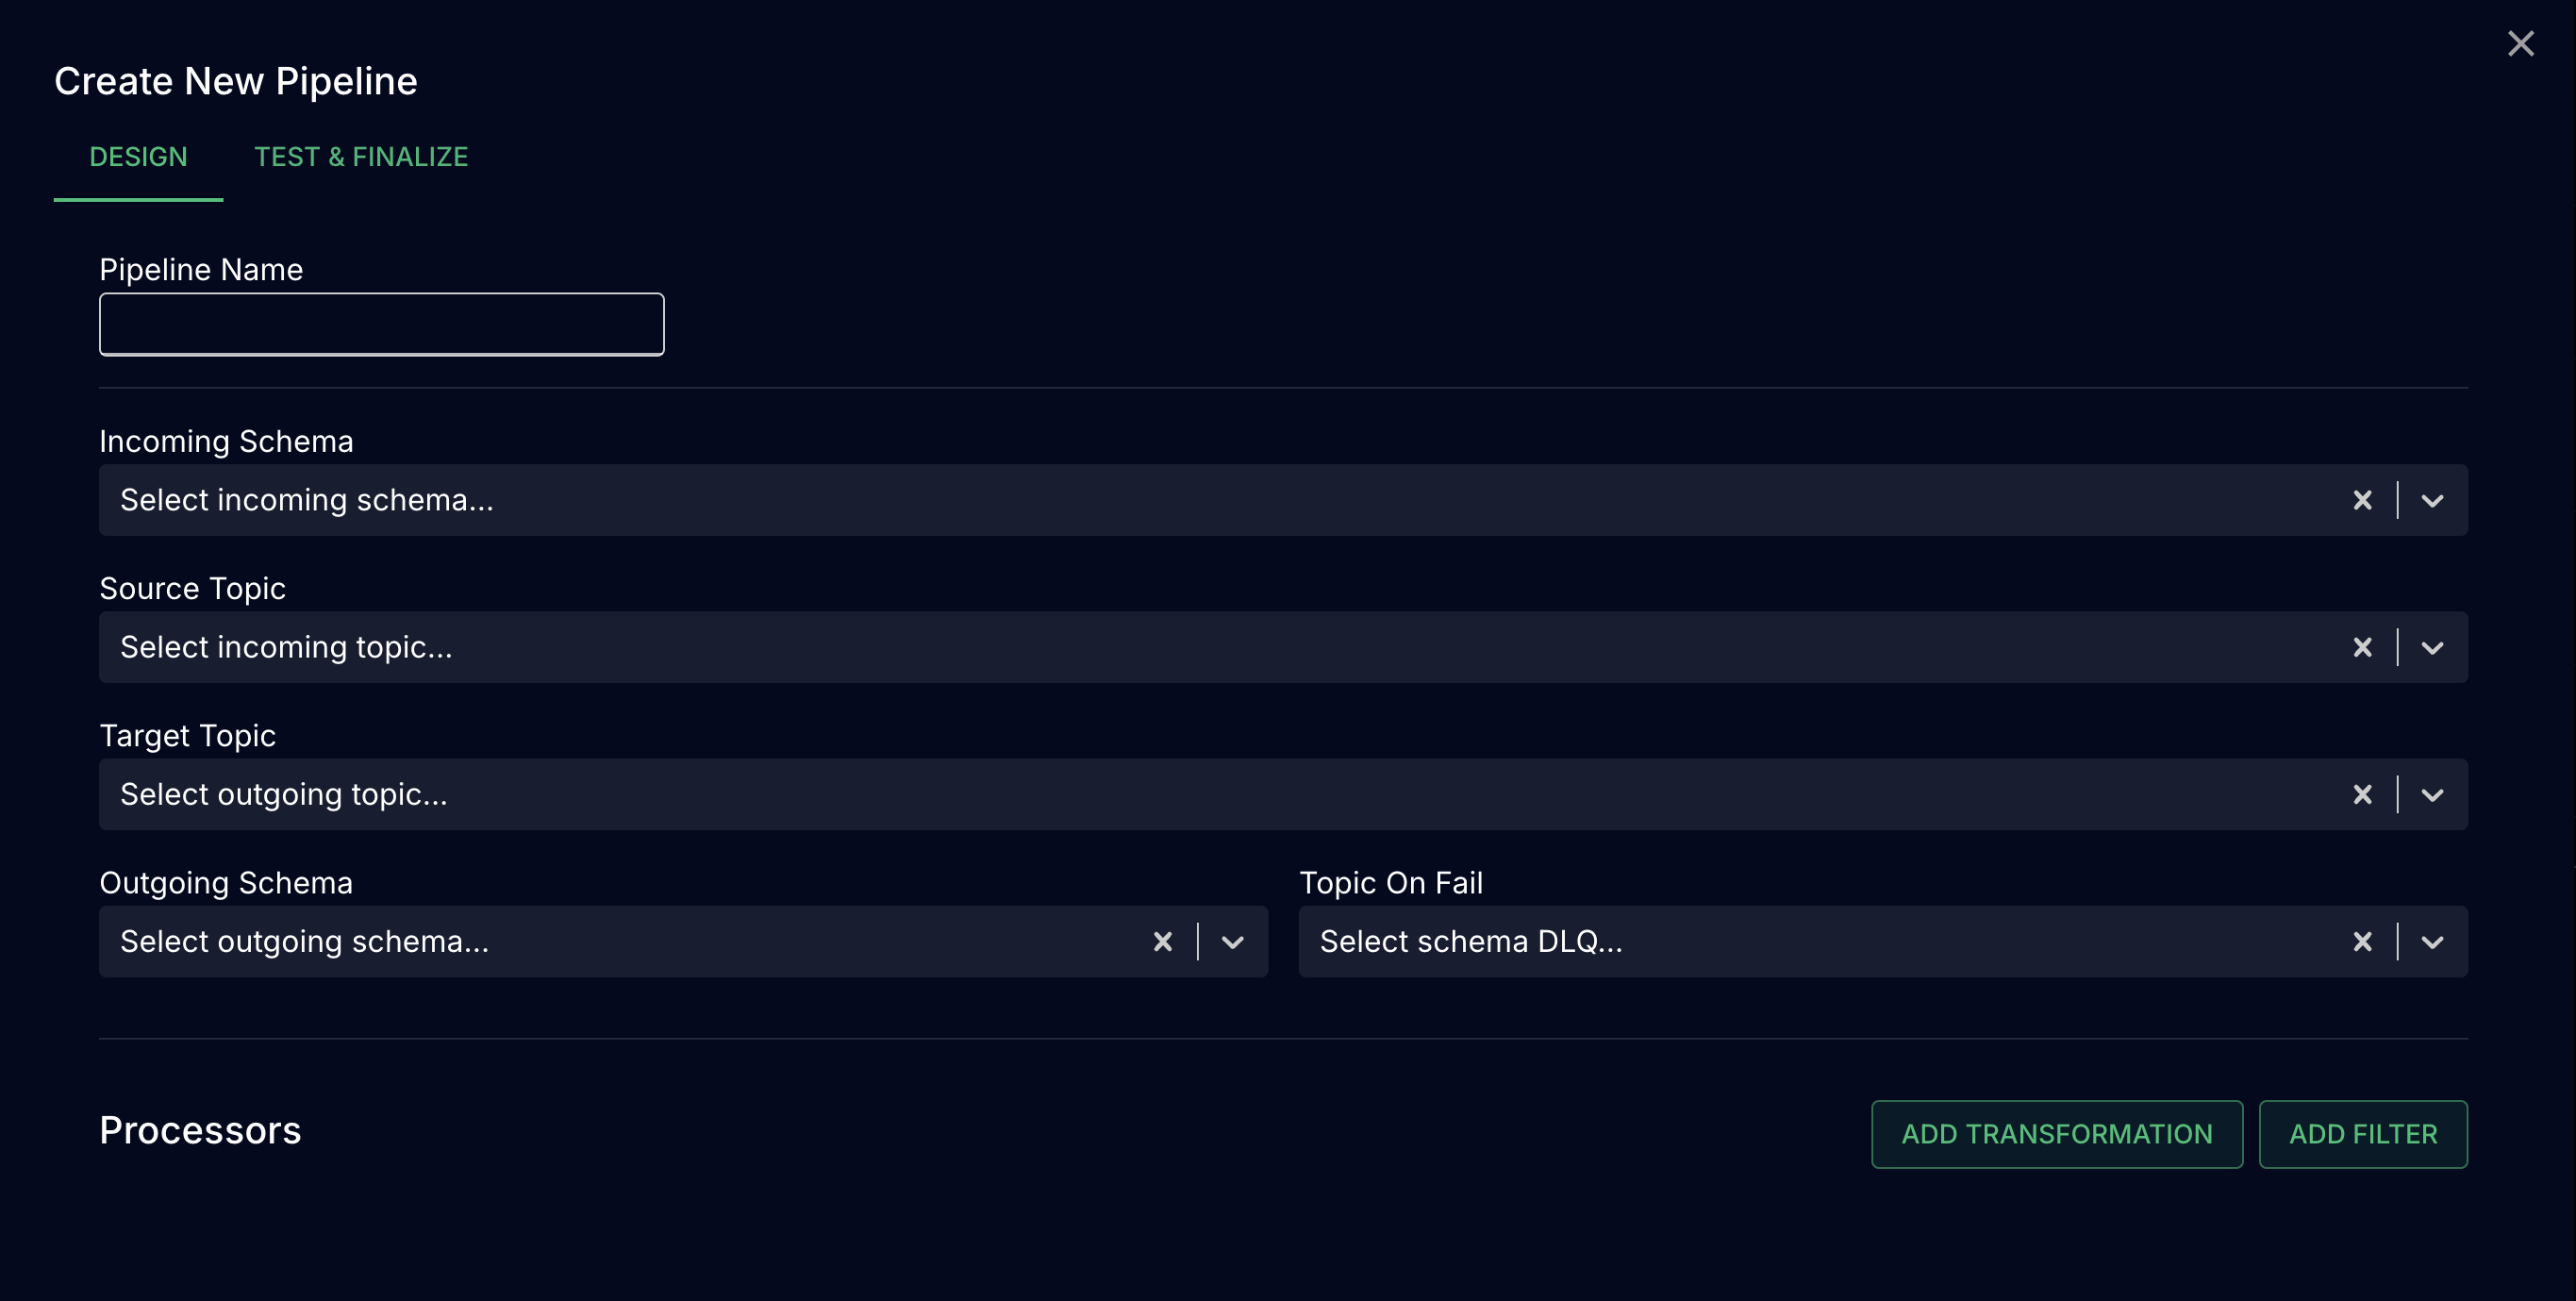 Create New Pipeline
DESIGN TEST & FINALIZE
Pipeline Name
Incoming Schema
Select incoming schema...
Source Topic
Select incoming topic...
Target Topic
Select outgoing topic...
Outgoing Schema Topic On Fail
Select outgoing schema... Select schema DLQ...
Processors ADD TRANSFORMATION ADD FILTER